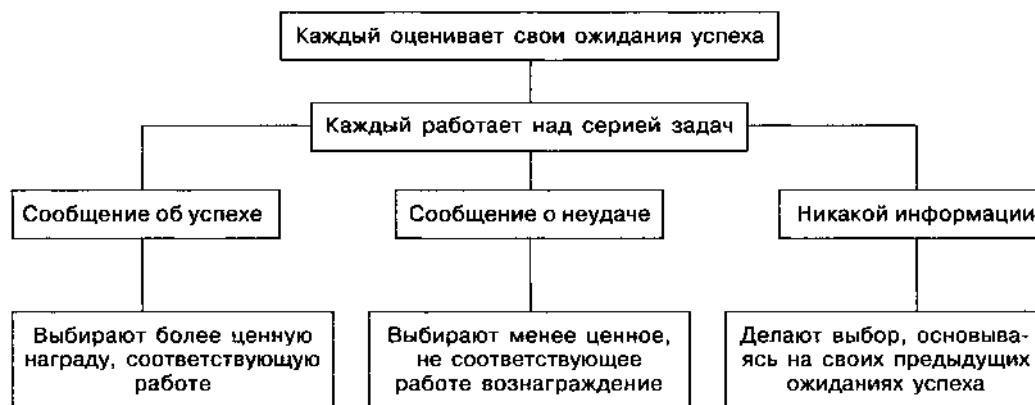 Каждый оценивает свои ожидания успеха
Каждый работает над серией задач
Сообщение об успехе
Сообщение о неудаче
Никакой информации
Выбирают более ценную
награду, соответствующую
работе
Выбирают менее ценное,
не соответствующее
работе вознаграждение
Делают выбор, основыва-
ясь на своих предыдущих
ожиданиях успеха